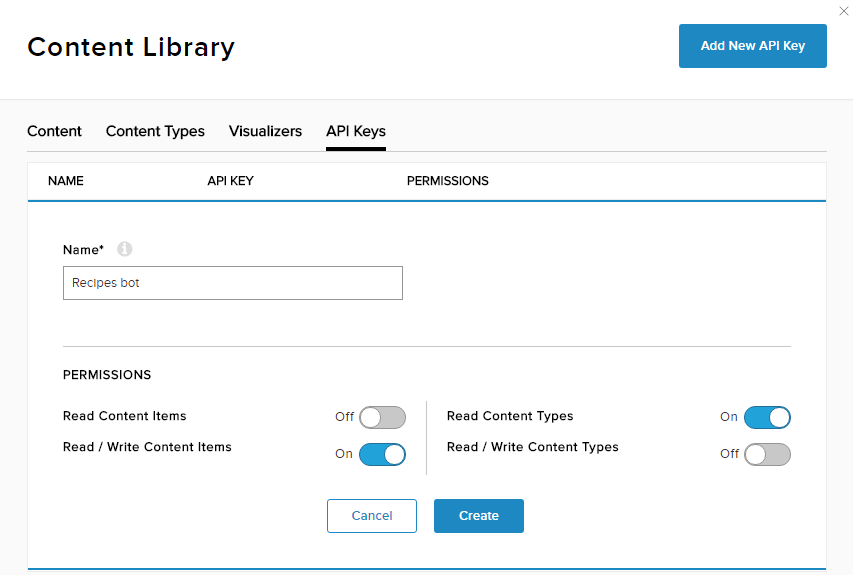 Content Library
Add New API Key
Content Content Types Visualizers API Keys
NAME API KEY PERMISSIONS
Name*
Recipes bot
PERMISSIONS
Read Content Items Off Read Content Types On
Read / Write Content Items On Read / Write Content Types Off
Cancel Create